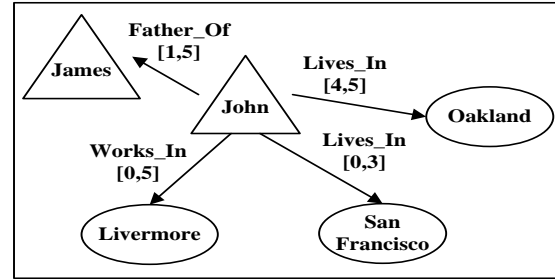 Father_Of
[1,5]
James
John
Lives_In
[4,5]
Oakland
Works_In
[0,5]
Lives_In
[0,3]
Livermore
San
Francisco